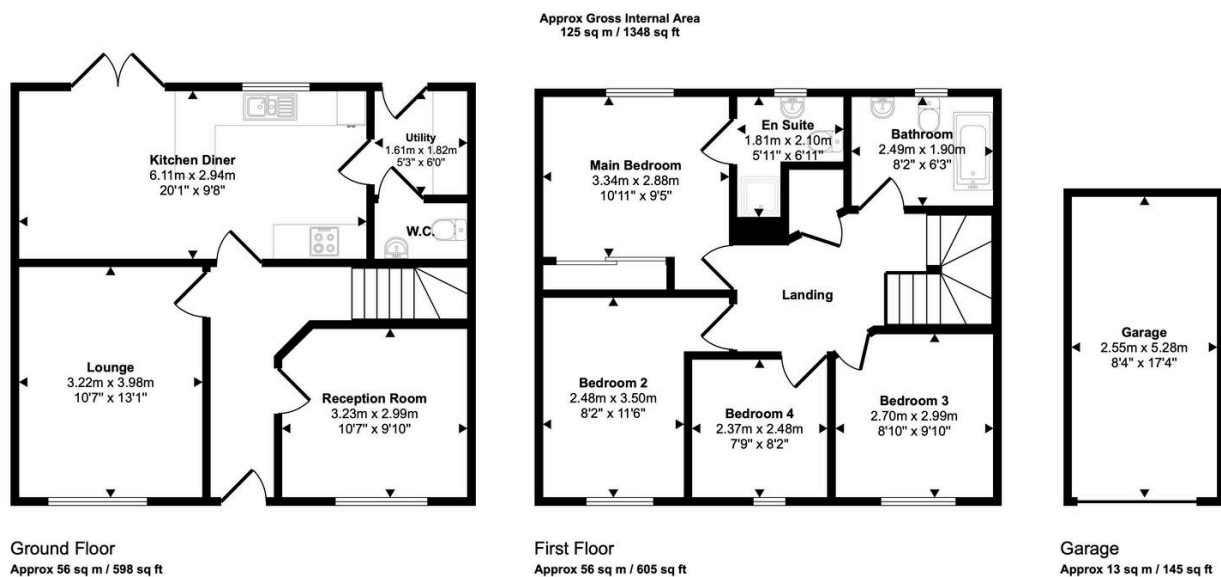 Approx Gross Internal Area
125 sq m / 1348 sq ft
Kitchen Diner
6.11m x 2.94m
20'1" x 9'8"
Utility
1.61m x 1.82m
5'3" x 6'0"
W.C.
Lounge
3.22m x 3.98m
10'7" x 13'1"
Reception Room
3.23m x 2.99m
10'7" x 9'10"
Ground Floor
Approx 56 sq m / 598 sq ft
Main Bedroom
3.34m x 2.88m
10'11" x 9'5"
En Suite
1.81m x 2.10m
5'11" x 6'11"
Bathroom
2.49m x 1.90m
8'2" x 6'3"
Landing
Bedroom 2
2.48m x 3.50m
8'2" x 11'6"
Bedroom 4
2.37m x 2.48m
7'9" x 8'2"
Bedroom 3
2.70m x 2.99m
8'10" x 9'10"
First Floor
Approx 56 sq m / 605 sq ft
Garage
2.55m x 5.28m
8'4" x 17'4"
Garage
Approx 13 sq m / 145 sq ft